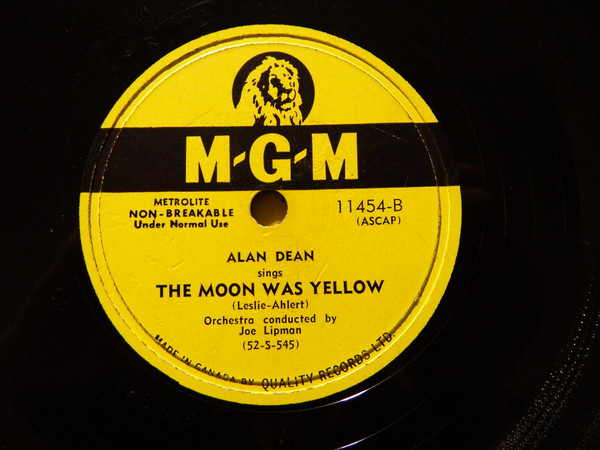 M-G-M
METROLITE
NON-BREAKABLE
Under Normal Use
11454-B
(ASCAP)
ALAN DEAN
sings
THE MOON WAS YELLOW
(Leslie-Ahlert)
Orchestra conducted by
Joe Lipman
(52-S-545)
MADE IN CANADA BY QUALITY RECORDS LTD.